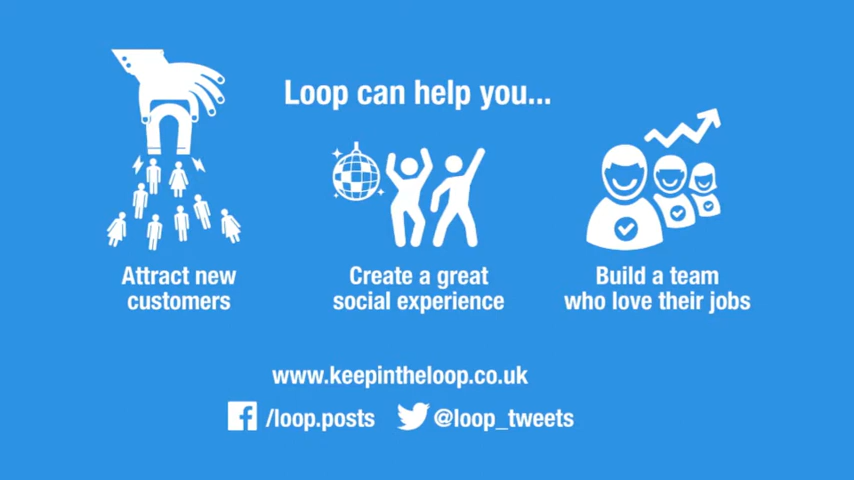 Loop can help you...
Attract new
customers
Create a great
social experience
Build a team
who love their jobs
www.keepintheloop.co.uk
/loop.posts
@loop_tweets